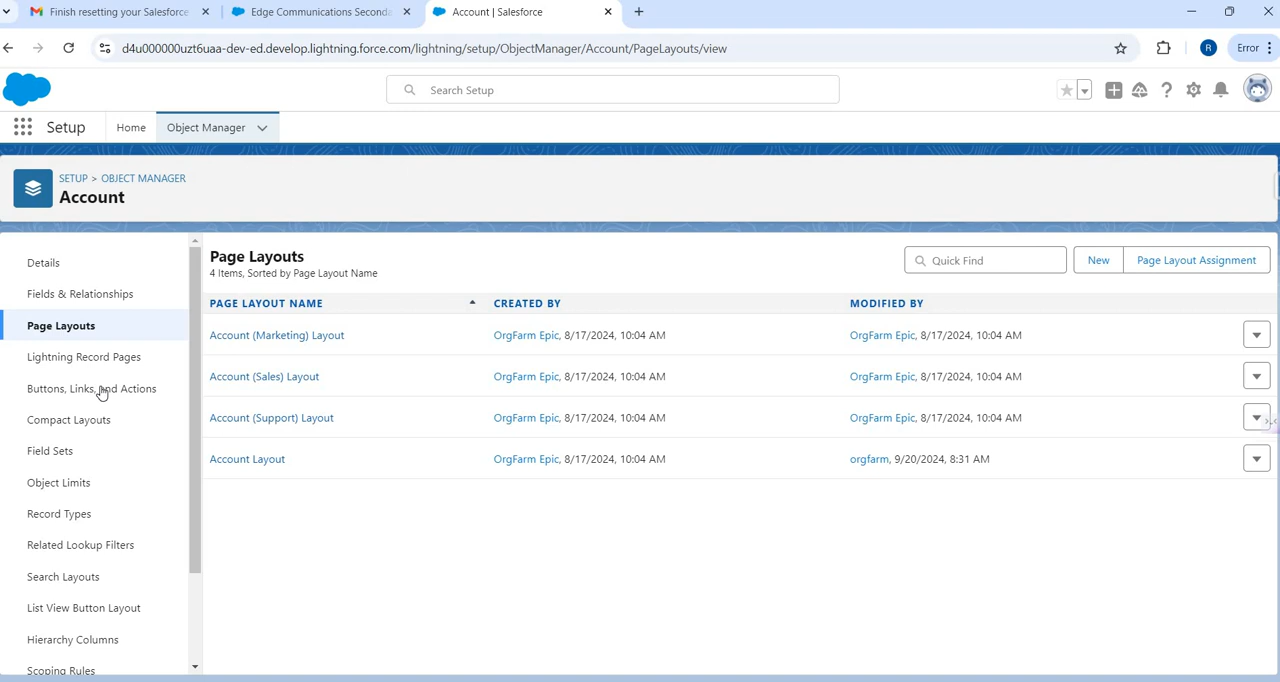 Finish resetting your Salesforce
Edge Communications Seconda
Account | Salesforce
d4u000000uzt6uaa-dev-ed.develop.lightning.force.com/lightning/setup/ObjectManager/Account/PageLayouts/view
R
Error
Search Setup
Setup
Home
Object Manager
SETUP > OBJECT MANAGER
Account
Details
Fields & Relationships
Page Layouts
Lightning Record Pages
Buttons, Links, and Actions
Compact Layouts
Field Sets
Object Limits
Record Types
Related Lookup Filters
Search Layouts
List View Button Layout
Hierarchy Columns
Scoping Rules
Page Layouts
4 Items, Sorted by Page Layout Name
Quick Find
New
Page Layout Assignment
PAGE LAYOUT NAME CREATED BY MODIFIED BY
Account (Marketing) Layout OrgFarm Epic, 8/17/2024, 10:04 AM OrgFarm Epic, 8/17/2024, 10:04 AM
Account (Sales) Layout OrgFarm Epic, 8/17/2024, 10:04 AM OrgFarm Epic, 8/17/2024, 10:04 AM
Account (Support) Layout OrgFarm Epic, 8/17/2024, 10:04 AM OrgFarm Epic, 8/17/2024, 10:04 AM
Account Layout OrgFarm Epic, 8/17/2024, 10:04 AM orgfarm, 9/20/2024, 8:31 AM